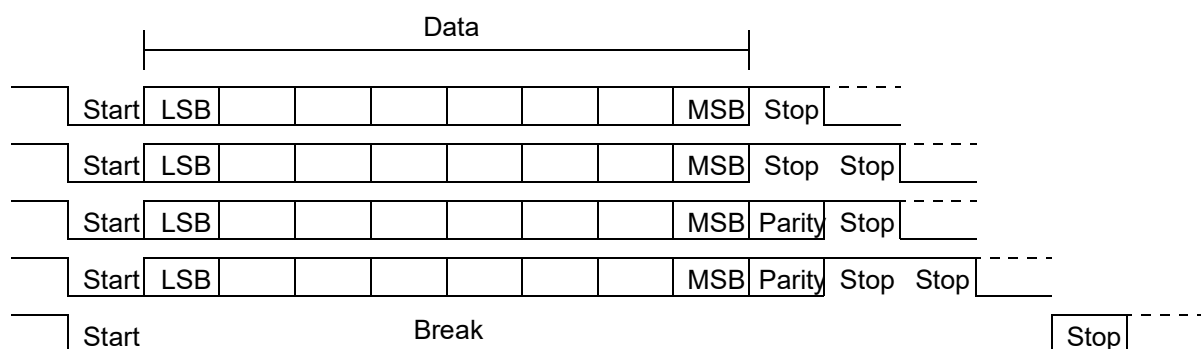 Data
Start LSB MSB Stop
Start LSB MSB Stop Stop
Start LSB MSB Parity Stop
Start LSB MSB Parity Stop Stop
Start Break Stop